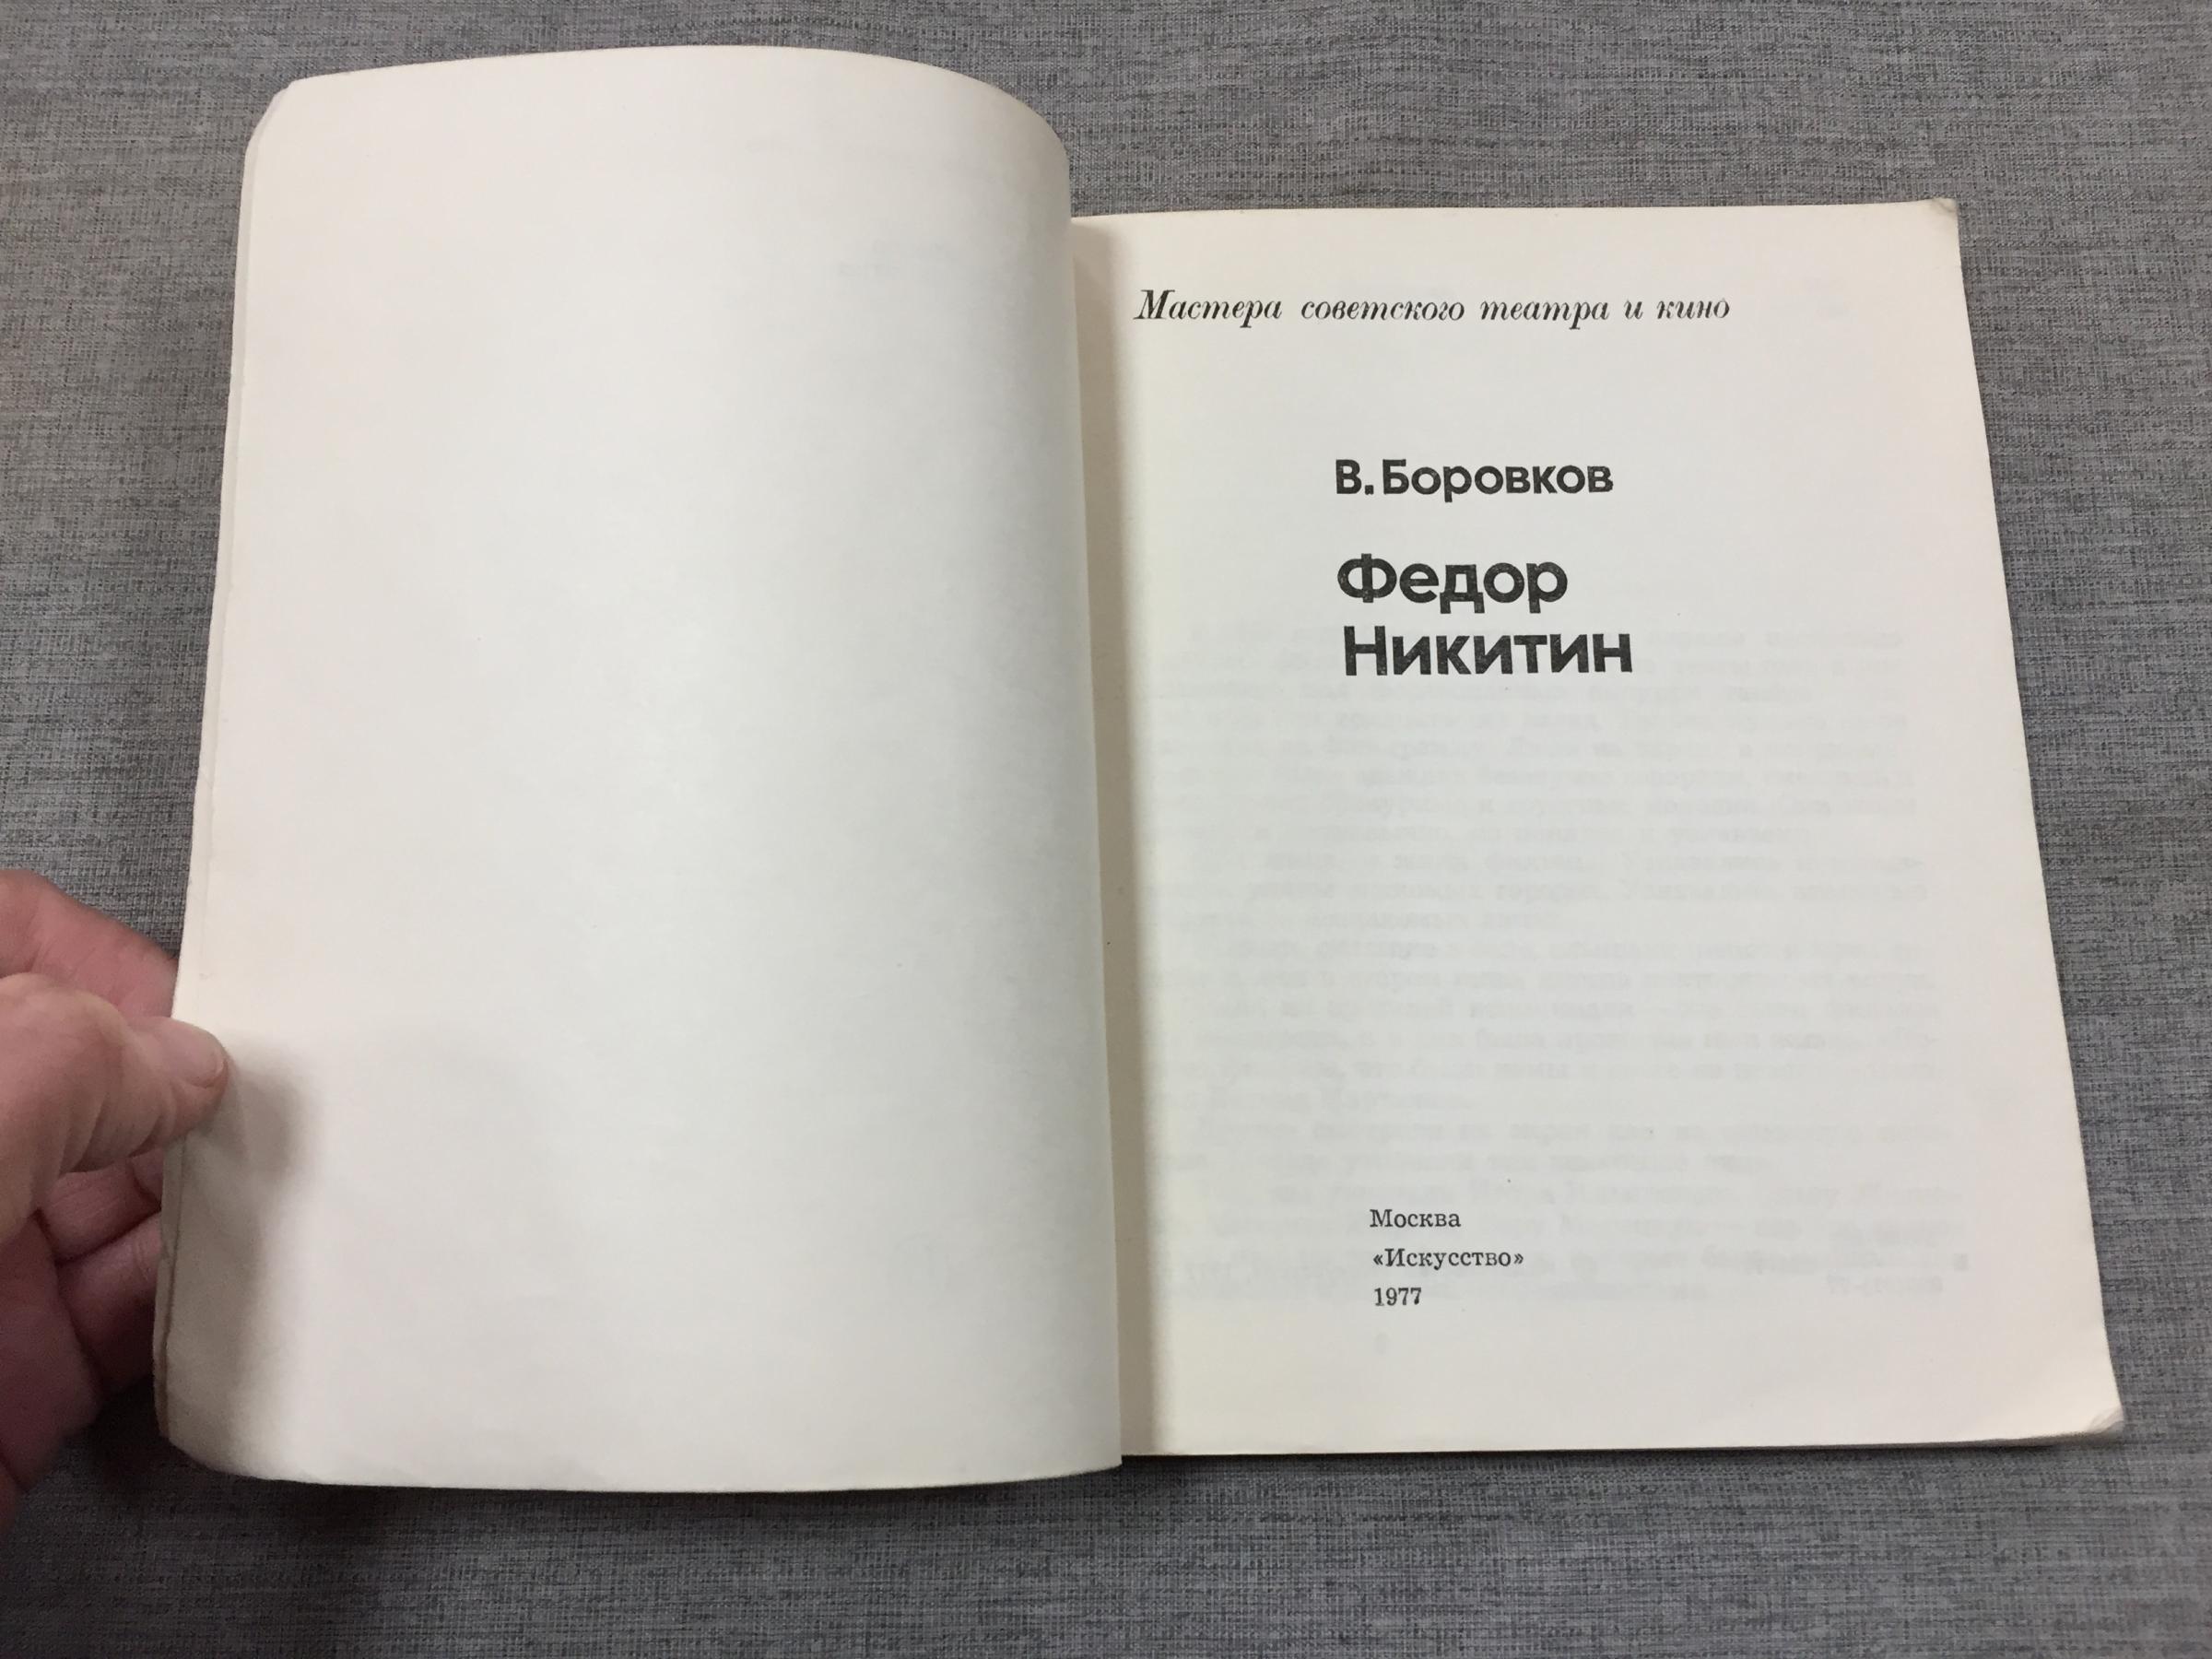 Мастера советского театра и кино
В. Боровков
Федор
Никитин
Москва
«Искусство»
1977